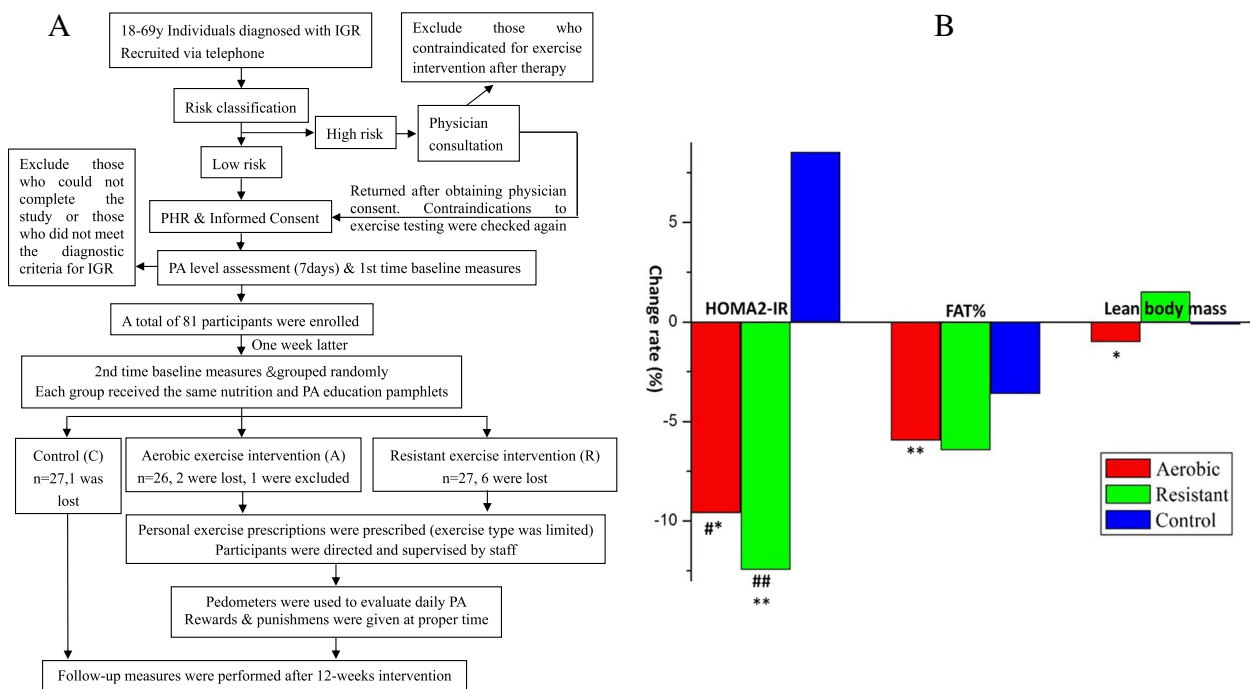 A
18-69y Individuals diagnosed with IGR
Recruited via telephone
Exclude those who
contraindicated for exercise
intervention after therapy
Risk classification
High risk
Physician
consultation
Low risk
Exclude those
who could not
complete the
study or those
who did not meet
the diagnostic
criteria for IGR
Returned after obtaining physician
consent. Contraindications to
exercise testing were checked again
PHR & Informed Consent
PA level assessment (7days) & 1st time baseline measures
A total of 81 participants were enrolled
One week latter
2nd time baseline measures &grouped randomly
Each group received the same nutrition and PA education pamphlets
Control (C)
n=27,1 was
lost
Aerobic exercise intervention (A)
n=26, 2 were lost, 1 were excluded
Resistant exercise intervention (R)
n=27, 6 were lost
Personal exercise prescriptions were prescribed (exercise type was limited)
Participants were directed and supervised by staff
Pedometers were used to evaluate daily PA
Rewards & punishmens were given at proper time
Follow-up measures were performed after 12-weeks intervention
B
Change rate (%)
5
0
-5
-10
HOMA2-IR
FAT%
Lean body mass
#*
##
**
**
*
Aerobic
Resistant
Control